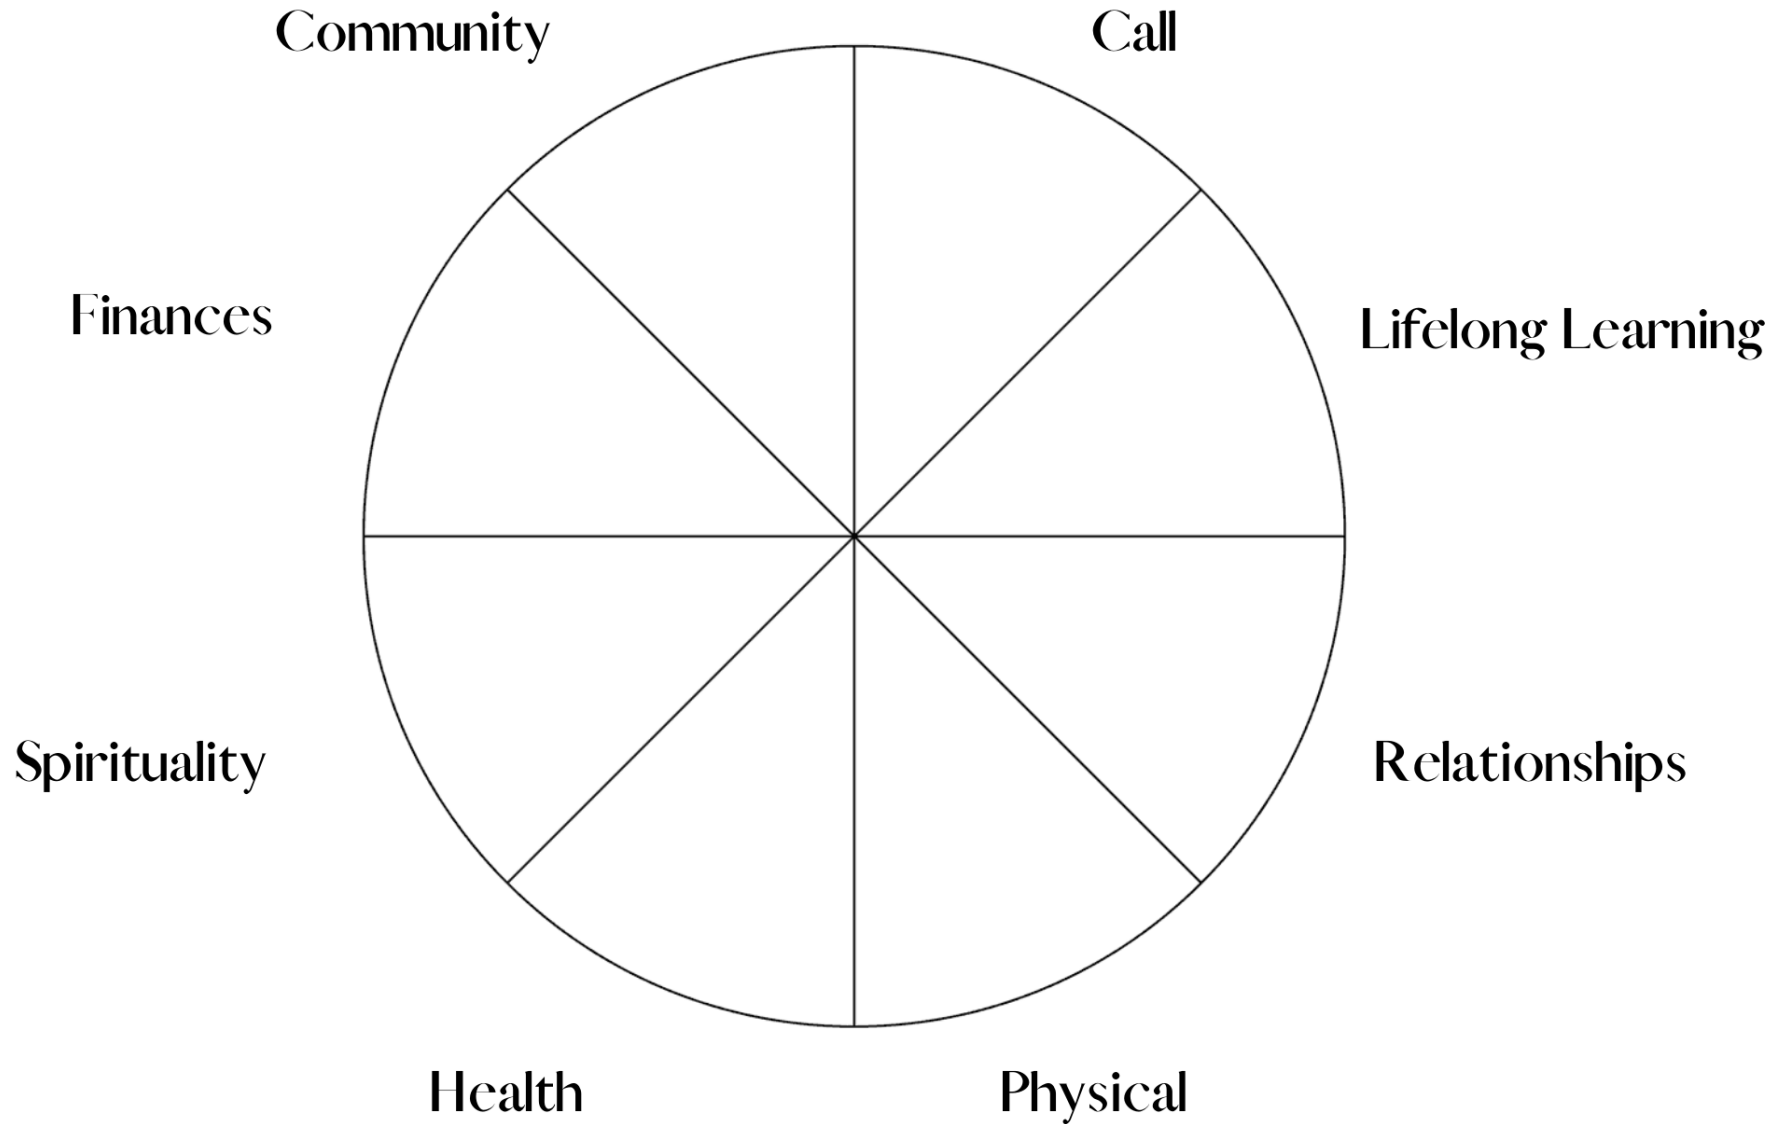 Community
Call
Finances
Lifelong Learning
Spirituality
Relationships
Health
Physical